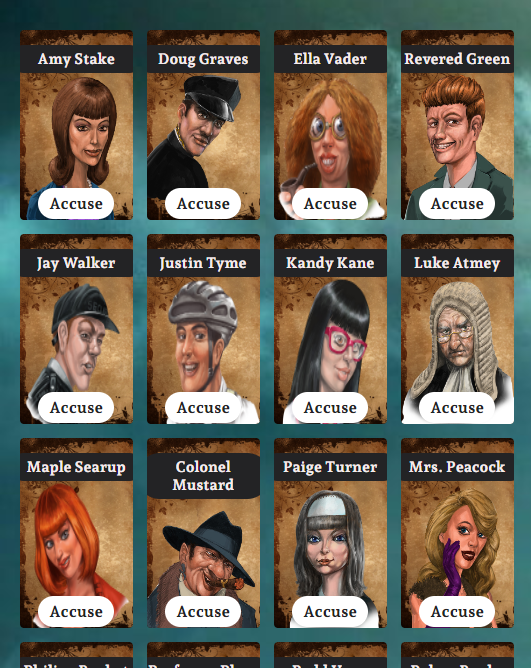 Amy Stake
Doug Graves
Ella Vader
Revered Green
Accuse
Accuse
Accuse
Accuse
Jay Walker
Justin Tyme
Kandy Kane
Luke Atmey
Accuse
Accuse
Accuse
Accuse
Maple Searup
Colonel
Mustard
Paige Turner
Mrs. Peacock
Accuse
Accuse
Accuse
Accuse